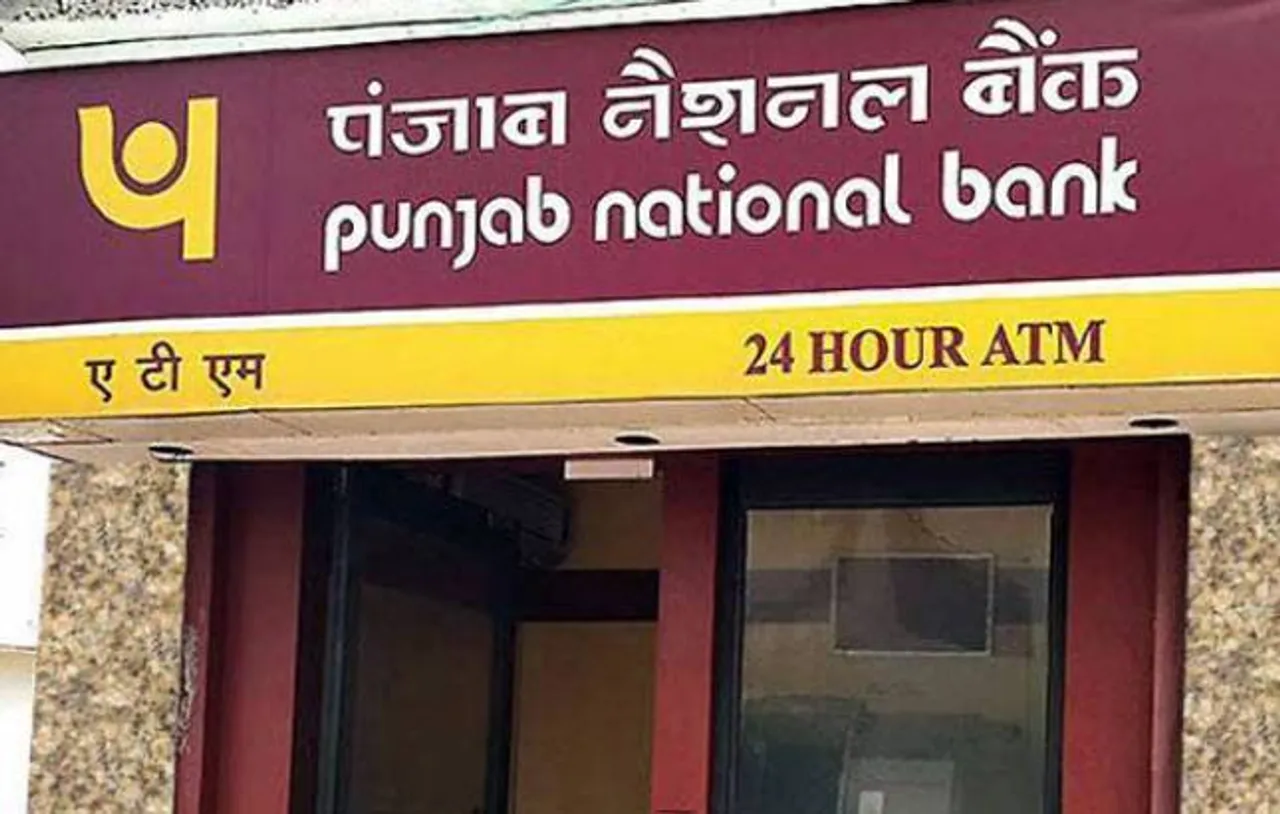 पंजाब नैशनल बैंक
punjab national bank
ए टी एम 24 HOUR ATM